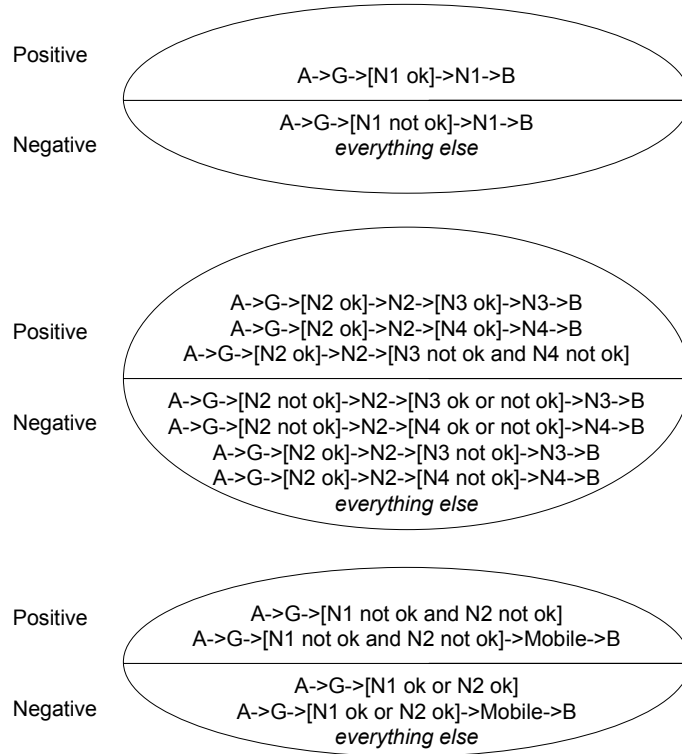 Positive
A->G->[N1 ok]->N1->B
A->G->[N1 not ok]->N1->B
Negative
everything else
A->G->[N2 ok]->N2->[N3 ok]->N3->B
A->G->[N2 ok]->N2->[N4 ok]->N4->B
Positive
A->G->[N2 ok]->N2->[N3 not ok and N4 not ok]
A->G->[N2 not ok]->N2->[N3 ok or not ok]->N3->B
Negative
A->G->[N2 not ok]->N2->[N4 ok or not ok]->N4->B
A->G->[N2 ok]->N2->[N3 not ok]->N3->B
A->G->[N2 ok]->N2->[N4 not ok]->N4->B
everything else
Positive
A->G->[N1 not ok and N2 not ok]
A->G->[N1 not ok and N2 not ok]->Mobile->B
A->G->[N1 ok or N2 ok]
Negative
A->G->[N1 ok or N2 ok]->Mobile->B
everything else